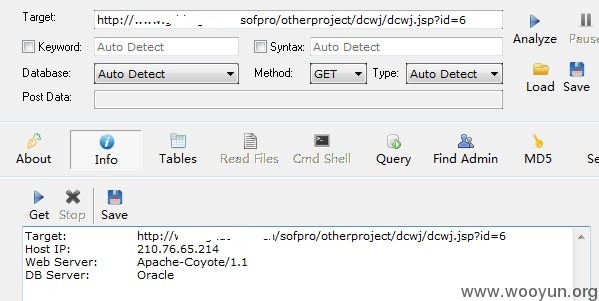 Target: http://
sofpro/otherproject/dcwj/dcwj.jsp?id=6
Analyze Pause
Keyword: Auto Detect Syntax: Auto Detect
Database: Auto Detect Method: GET Type: Auto Detect
Load Save
Post Data:
About Info Tables Read Files Cmd Shell Query Find Admin MD5 Se
Get Stop Save
Target: http://
/sofpro/otherproject/dcwj/dcwj.jsp?id=6
Host IP: 210.76.65.214
Web Server: Apache-Coyote/1.1
DB Server: Oracle
www.wooyun.org